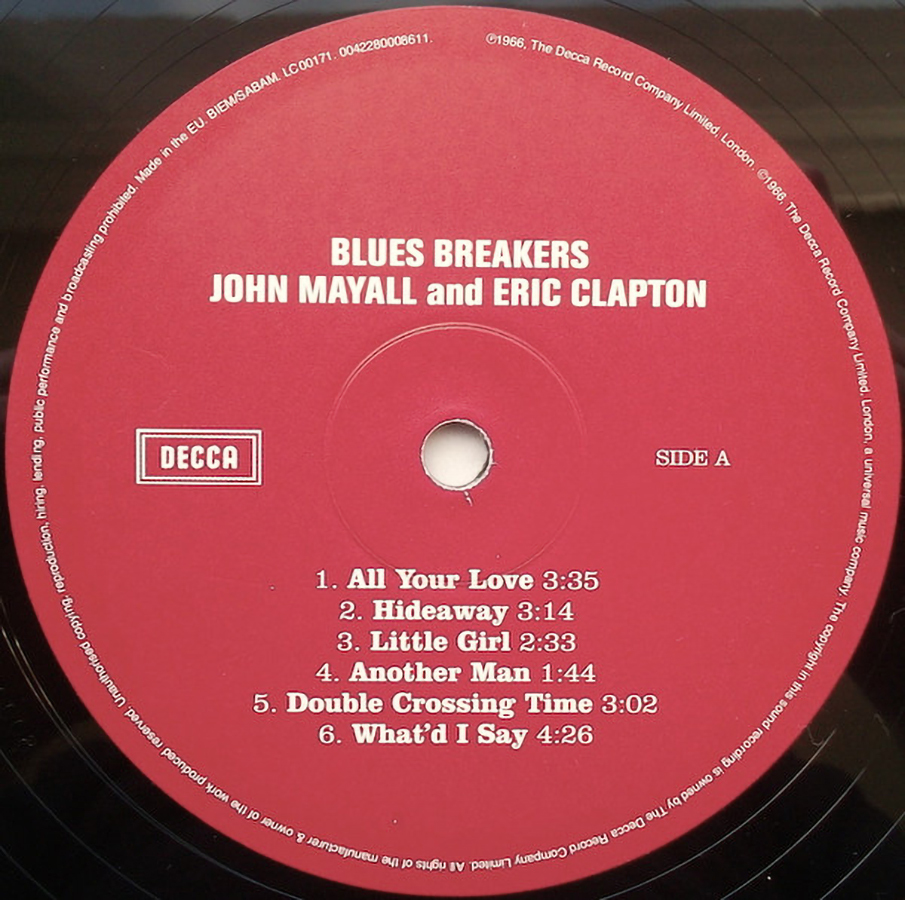 ℗1966, The Decca Record Company Limited, London. ©1966, The Decca Record Company Limited, London, a universal music company. The copyright in this sound recording is owned by The Decca Record Company Limited. All rights of the manufacturer & owner of the work produced reserved. Unauthorised copying, reproduction, hiring, lending, public performance and broadcasting prohibited. Made in the EU. BIEM/SABAM. LC00171. 0042280008611.
BLUES BREAKERS
JOHN MAYALL and ERIC CLAPTON
DECCA
SIDE A
1. All Your Love 3:35
2. Hideaway 3:14
3. Little Girl 2:33
4. Another Man 1:44
5. Double Crossing Time 3:02
6. What'd I Say 4:26